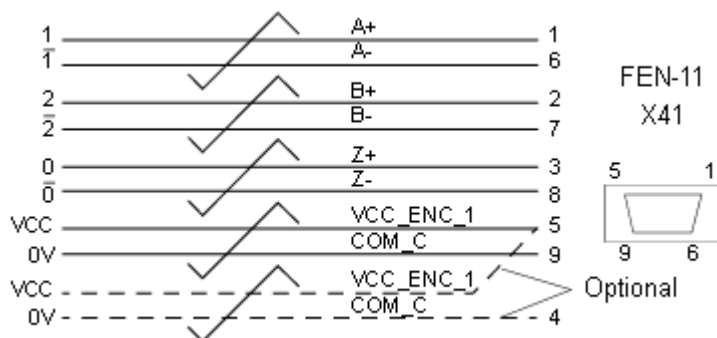 1 A+ 1
1̅ A- 6
2 B+ 2
2̅ B- 7
0 Z+ 3
0̅ Z- 8
VCC VCC_ENC_1 5
0V COM_C 9
VCC VCC_ENC_1
0V COM_C 4
FEN-11
X41
5 1
9 6
Optional